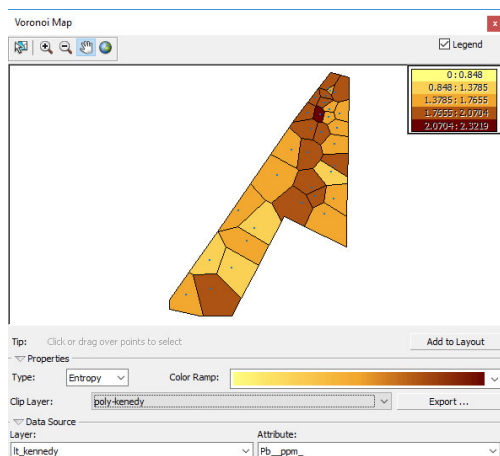 Voronoi Map
x
Legend
0 : 0.848
0.848 : 1.3785
1.3785 : 1.7655
1.7655 : 2.0704
2.0704 : 2.3219
Tip: Click or drag over points to select
Add to Layout
Properties
Type: Entropy Color Ramp:
Clip Layer: poly-kenedy Export ...
Data Source
Layer: Attribute:
lt_kennedy Pb__ppm_